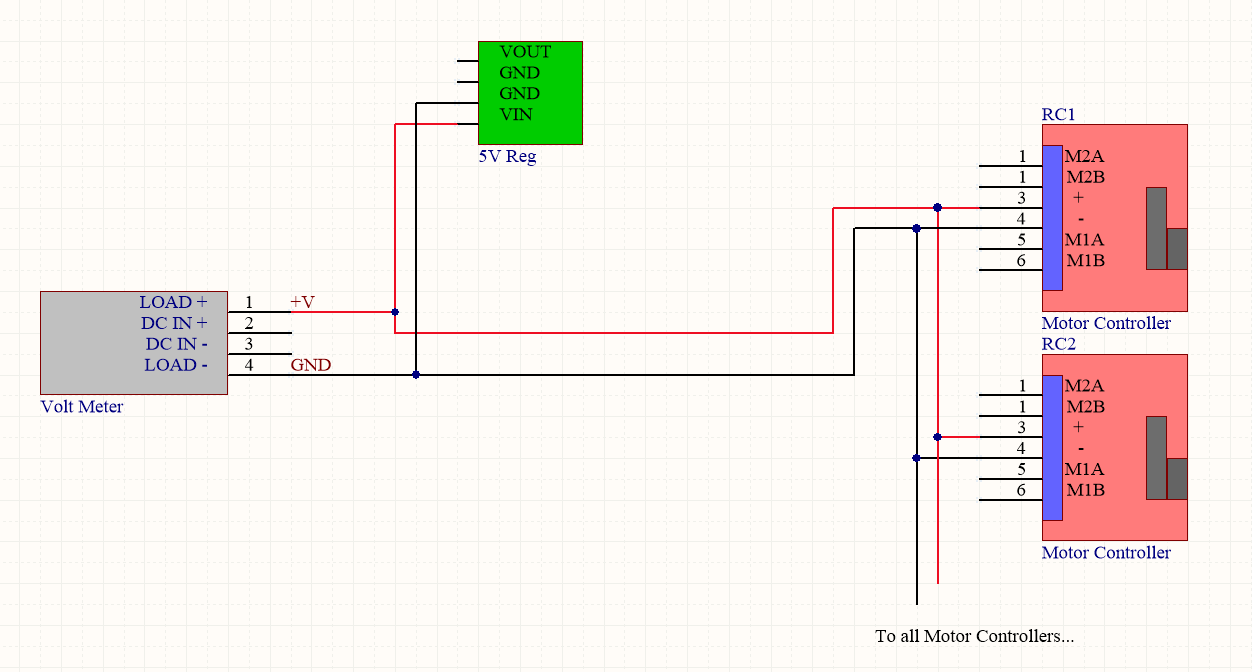 VOUT
GND
GND
VIN
5V Reg
RC1
1 M2A
1 M2B
3 +
4 -
5 M1A
6 M1B
Motor Controller
LOAD + 1 +V
DC IN + 2
DC IN - 3
LOAD - 4 GND
Volt Meter
RC2
1 M2A
1 M2B
3 +
4 -
5 M1A
6 M1B
Motor Controller
To all Motor Controllers...